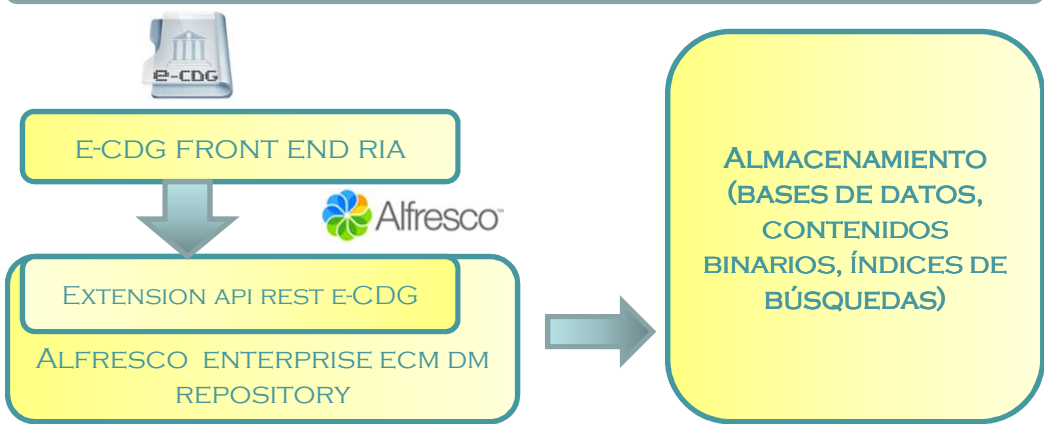 e-CDG
E-CDG FRONT END RIA
Alfresco™
EXTENSION API REST E-CDG
ALFRESCO ENTERPRISE ECM DM
REPOSITORY
ALMACENAMIENTO
(BASES DE DATOS,
CONTENIDOS
BINARIOS, ÍNDICES DE
BÚSQUEDAS)